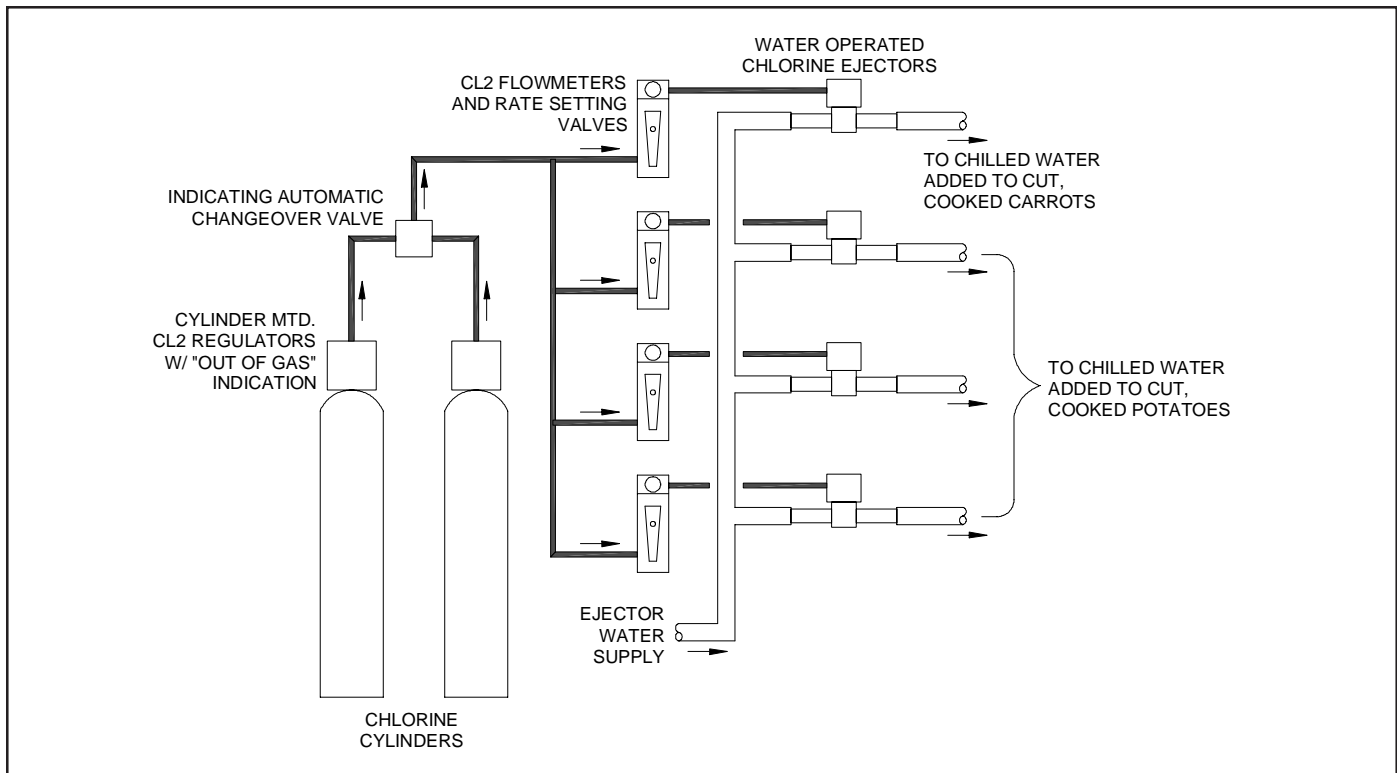 WATER OPERATED
CHLORINE EJECTORS
CL2 FLOWMETERS
AND RATE SETTING
VALVES
TO CHILLED WATER
ADDED TO CUT,
COOKED CARROTS
INDICATING AUTOMATIC
CHANGEOVER VALVE
CYLINDER MTD.
CL2 REGULATORS
W/ "OUT OF GAS"
INDICATION
TO CHILLED WATER
ADDED TO CUT,
COOKED POTATOES
EJECTOR
WATER
SUPPLY
CHLORINE
CYLINDERS